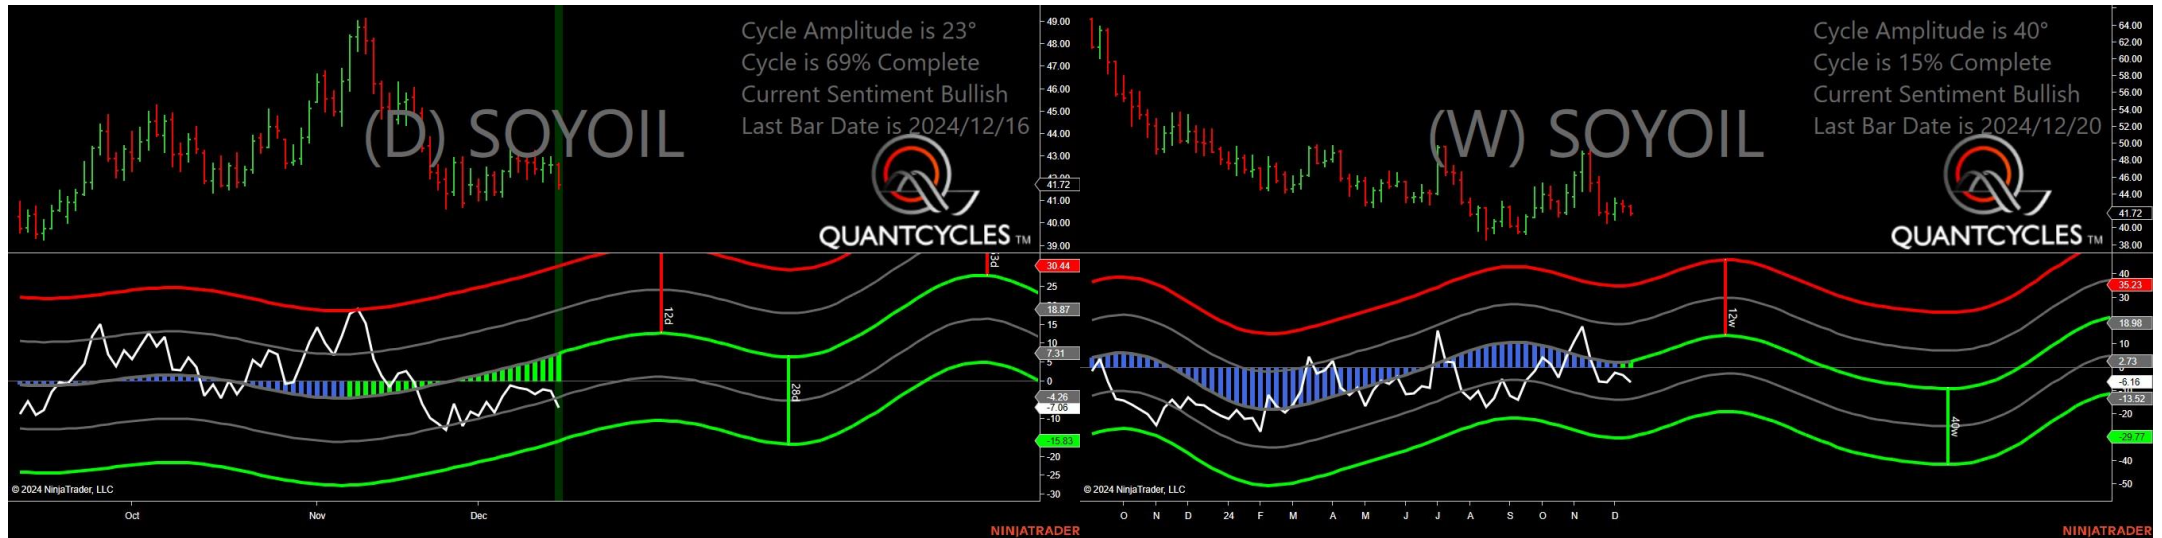 Cycle Amplitude is 23°
Cycle is 69% Complete
Current Sentiment Bullish
Last Bar Date is 2024/12/16
(D) SOYOIL
QUANTCYCLES TM
49.00
48.00
47.00
46.00
45.00
44.00
43.00
41.72
41.00
40.00
39.00
30.44
25
18.87
15
10
7.31
5
0
-4.26
-7.06
-10
-15.83
-20
-25
-30
12d
28d
© 2024 NinjaTrader, LLC
Oct
Nov
Dec
NINJATRADER
Cycle Amplitude is 40°
Cycle is 15% Complete
Current Sentiment Bullish
Last Bar Date is 2024/12/20
(W) SOYOIL
QUANTCYCLES TM
64.00
62.00
60.00
58.00
56.00
54.00
52.00
50.00
48.00
46.00
44.00
41.72
40.00
38.00
40
35.23
30
18.98
10
2.73
-6.16
-13.52
-20
-29.77
-40
-50
12w
40w
© 2024 NinjaTrader, LLC
O N D 24 F M A M J J A S O N D
NINJATRADER